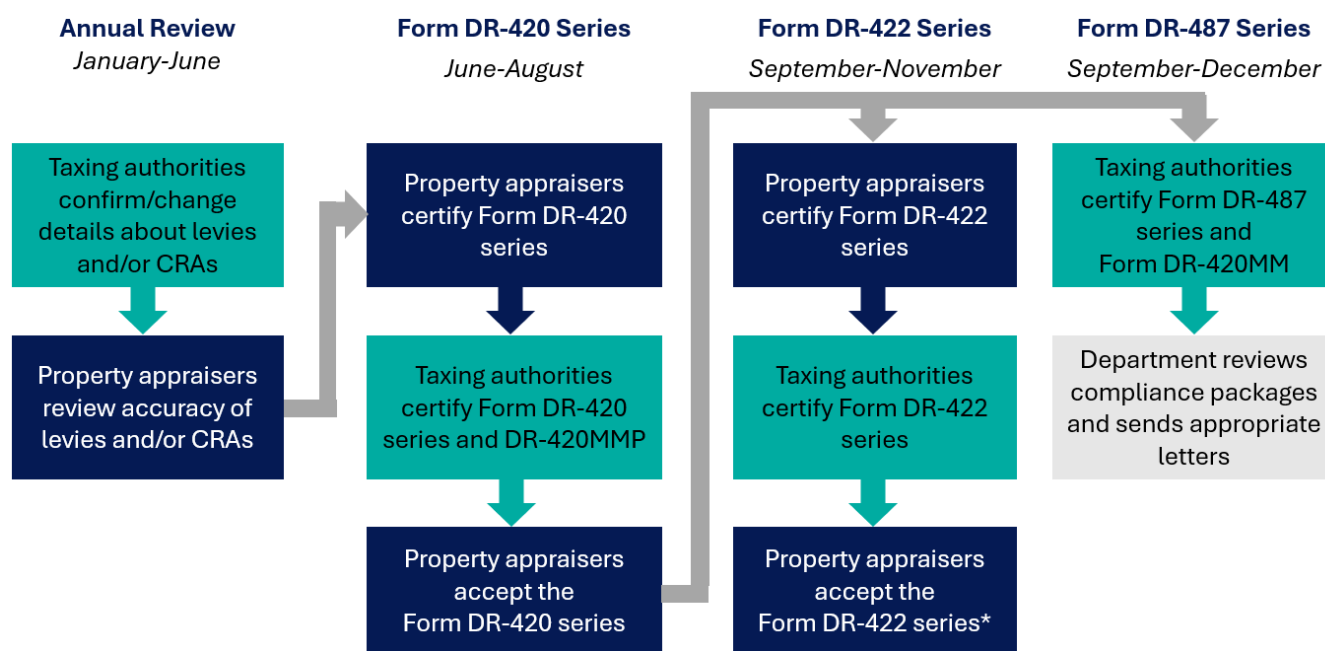 Annual Review
January-June
Taxing authorities
confirm/change
details about levies
and/or CRAs
Property appraisers
review accuracy of
levies and/or CRAs
Form DR-420 Series
June-August
Property appraisers
certify Form DR-420
series
Taxing authorities
certify Form DR-420
series and DR-420MMP
Property appraisers
accept the
Form DR-420 series
Form DR-422 Series
September-November
Property appraisers
certify Form DR-422
series
Taxing authorities
certify Form DR-422
series
Property appraisers
accept the
Form DR-422 series*
Form DR-487 Series
September-December
Taxing authorities
certify Form DR-487
series and
Form DR-420MM
Department reviews
compliance packages
and sends appropriate
letters